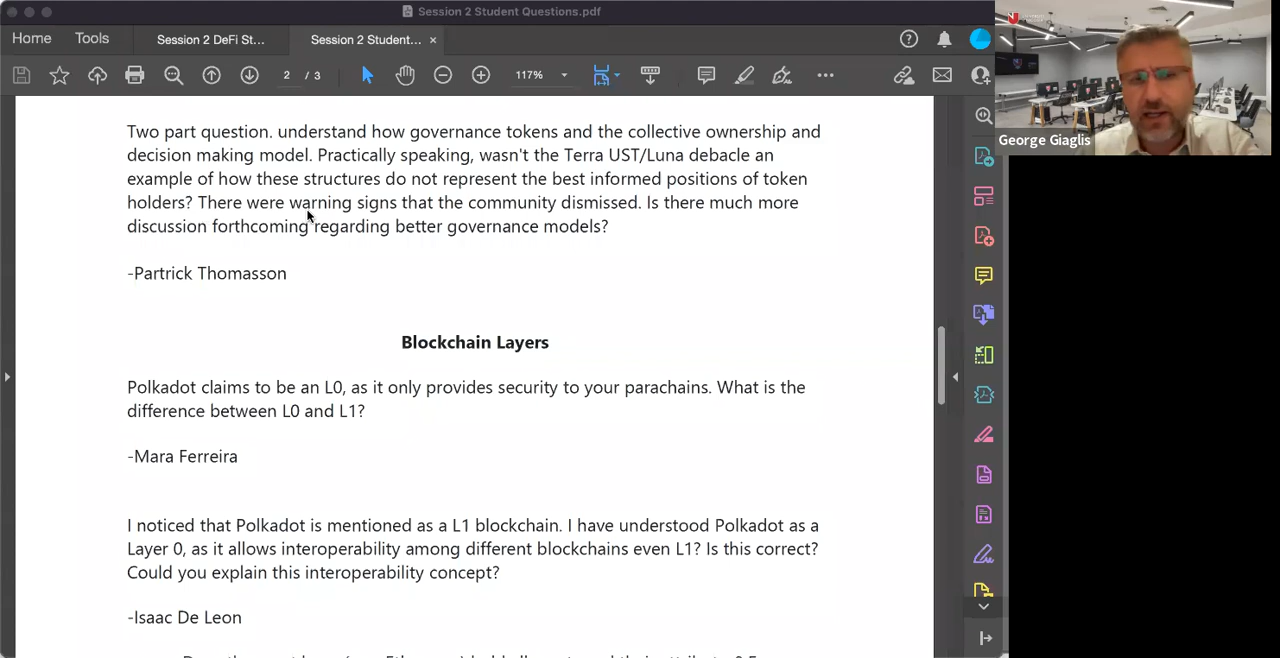 Session 2 Student Questions.pdf
Home Tools Session 2 DeFi St... Session 2 Student... ×
2 / 3 117%
George Giaglis
Two part question. understand how governance tokens and the collective ownership and
decision making model. Practically speaking, wasn't the Terra UST/Luna debacle an
example of how these structures do not represent the best informed positions of token
holders? There were warning signs that the community dismissed. Is there much more
discussion forthcoming regarding better governance models?
-Partrick Thomasson
Blockchain Layers
Polkadot claims to be an L0, as it only provides security to your parachains. What is the
difference between L0 and L1?
-Mara Ferreira
I noticed that Polkadot is mentioned as a L1 blockchain. I have understood Polkadot as a
Layer 0, as it allows interoperability among different blockchains even L1? Is this correct?
Could you explain this interoperability concept?
-Isaac De Leon